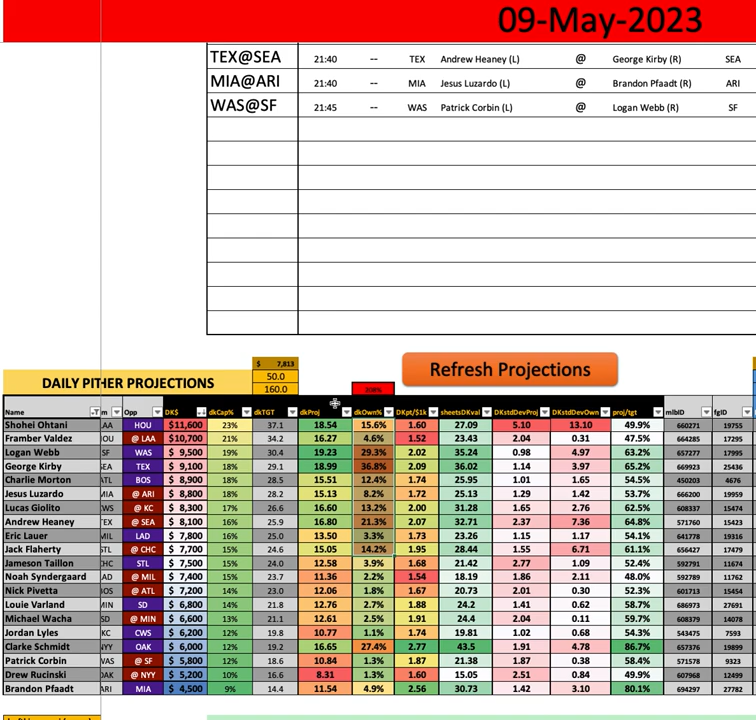 09-May-2023
TEX@SEA 21:40 -- TEX Andrew Heaney (L) @ George Kirby (R) SEA
MIA@ARI 21:40 -- MIA Jesus Luzardo (L) @ Brandon Pfaadt (R) ARI
WAS@SF 21:45 -- WAS Patrick Corbin (L) @ Logan Webb (R) SF
$ 7,813
Refresh Projections
50.0
DAILY PITHER PROJECTIONS
160.0
Name m Opp DK$ dkCap% dkTGT dkProj dkOwn% DKpt/$1k sheetsDKval DKstdDevProj DKstdDevOwn proj/tgt mlbID fgID
Shohei Ohtani LAA HOU $11,600 23% 37.1 18.54 15.6% 1.60 27.09 5.10 13.10 49.9% 660271 19755
Framber Valdez HOU @ LAA $10,700 21% 34.2 16.27 4.6% 1.52 23.43 2.04 0.31 47.5% 664285 17295
Logan Webb SF WAS $ 9,500 19% 30.4 19.23 29.3% 2.02 35.24 0.98 4.97 63.2% 657277 17995
George Kirby SEA TEX $ 9,100 18% 29.1 18.99 36.8% 2.09 36.02 1.14 3.97 65.2% 669923 25436
Charlie Morton ATL BOS $ 8,900 18% 28.5 15.51 12.4% 1.74 25.95 1.01 1.65 54.5% 450203 4676
Jesus Luzardo MIA @ ARI $ 8,800 18% 28.2 15.13 8.2% 1.72 25.13 1.29 1.42 53.7% 666200 19959
Lucas Giolito WS @ KC $ 8,300 17% 26.6 16.60 13.2% 2.00 31.28 1.65 2.76 62.5% 608337 15474
Andrew Heaney TEX @ SEA $ 8,100 16% 25.9 16.80 21.3% 2.07 32.71 2.37 7.36 64.8% 571760 15423
Eric Lauer MIL LAD $ 7,800 16% 25.0 13.50 3.3% 1.73 23.26 1.15 1.17 54.1% 641778 19316
Jack Flaherty STL @ CHC $ 7,700 15% 24.6 15.05 14.2% 1.95 28.44 1.55 6.71 61.1% 656427 17479
Jameson Taillon CHC STL $ 7,500 15% 24.0 12.58 3.9% 1.68 21.42 2.77 1.09 52.4% 592791 11674
Noah Syndergaard AD @ MIL $ 7,400 15% 23.7 11.36 2.2% 1.54 18.19 1.86 2.11 48.0% 592789 11762
Nick Pivetta BOS @ ATL $ 7,200 14% 23.0 12.06 1.8% 1.67 20.73 2.01 0.30 52.3% 601713 15454
Louie Varland MIN SD $ 6,800 14% 21.8 12.76 2.7% 1.88 24.2 1.41 0.62 58.7% 686973 27691
Michael Wacha SD @ MIN $ 6,600 13% 21.1 12.61 2.5% 1.91 24.4 2.04 0.11 59.7% 608379 14078
Jordan Lyles KC CWS $ 6,200 12% 19.8 10.77 1.1% 1.74 19.81 1.02 0.68 54.3% 543475 7593
Clarke Schmidt NYY OAK $ 6,000 12% 19.2 16.65 27.4% 2.77 43.5 1.91 4.78 86.7% 657376 19899
Patrick Corbin WAS @ SF $ 5,800 12% 18.6 10.84 1.3% 1.87 21.38 1.87 0.38 58.4% 571578 9323
Drew Rucinski OAK @ NYY $ 5,200 10% 16.6 8.31 1.3% 1.60 15.05 2.51 0.84 49.9% 607968 12499
Brandon Pfaadt ARI MIA $ 4,500 9% 14.4 11.54 4.9% 2.56 30.73 1.42 3.10 80.1% 694297 27782